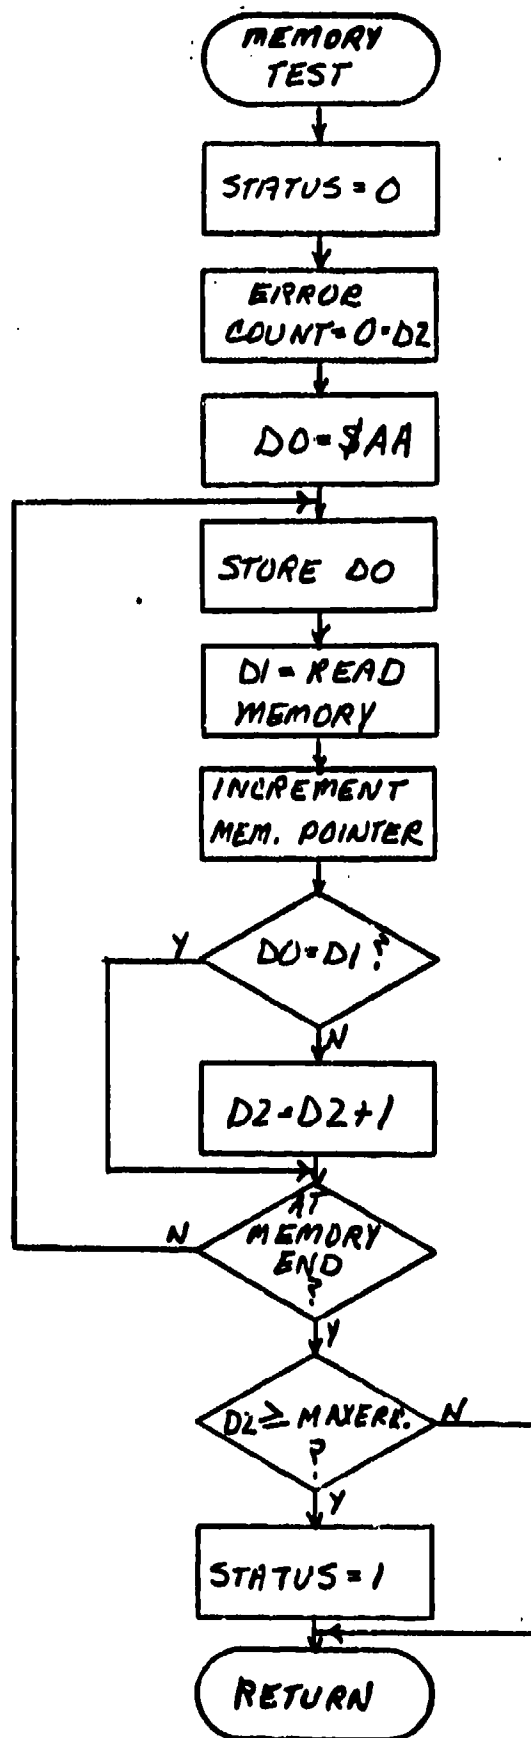 MEMORY
TEST
STATUS = 0
ERROR
COUNT = 0 = D2
D0 = $AA
STORE D0
D1 = READ
MEMORY
INCREMENT
MEM. POINTER
Y
D0 = D1 ?
N
D2 = D2 + 1
N
AT
MEMORY
END
?
Y
D2 ≥ MAXERR.
?
N
Y
STATUS = 1
RETURN